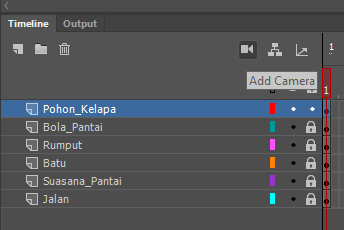 Timeline Output
1
Add Camera
1
Pohon_Kelapa
Bola_Pantai
Rumput
Batu
Suasana_Pantai
Jalan